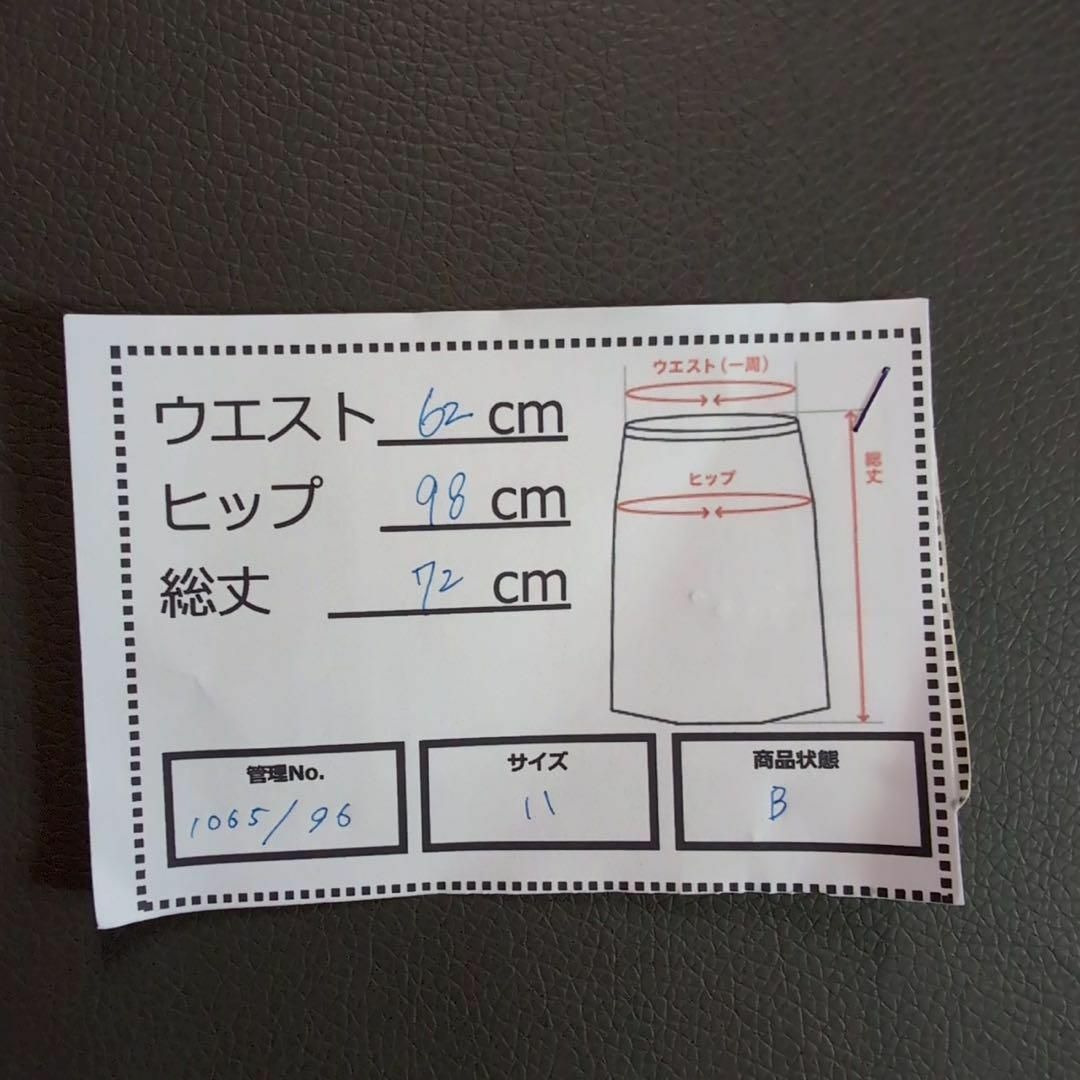 ウエスト 62 cm
ヒップ 98 cm
総丈 72 cm
ウエスト(一周)
ヒップ
総丈
管理No.
1065/96
サイズ
11
商品状態
B